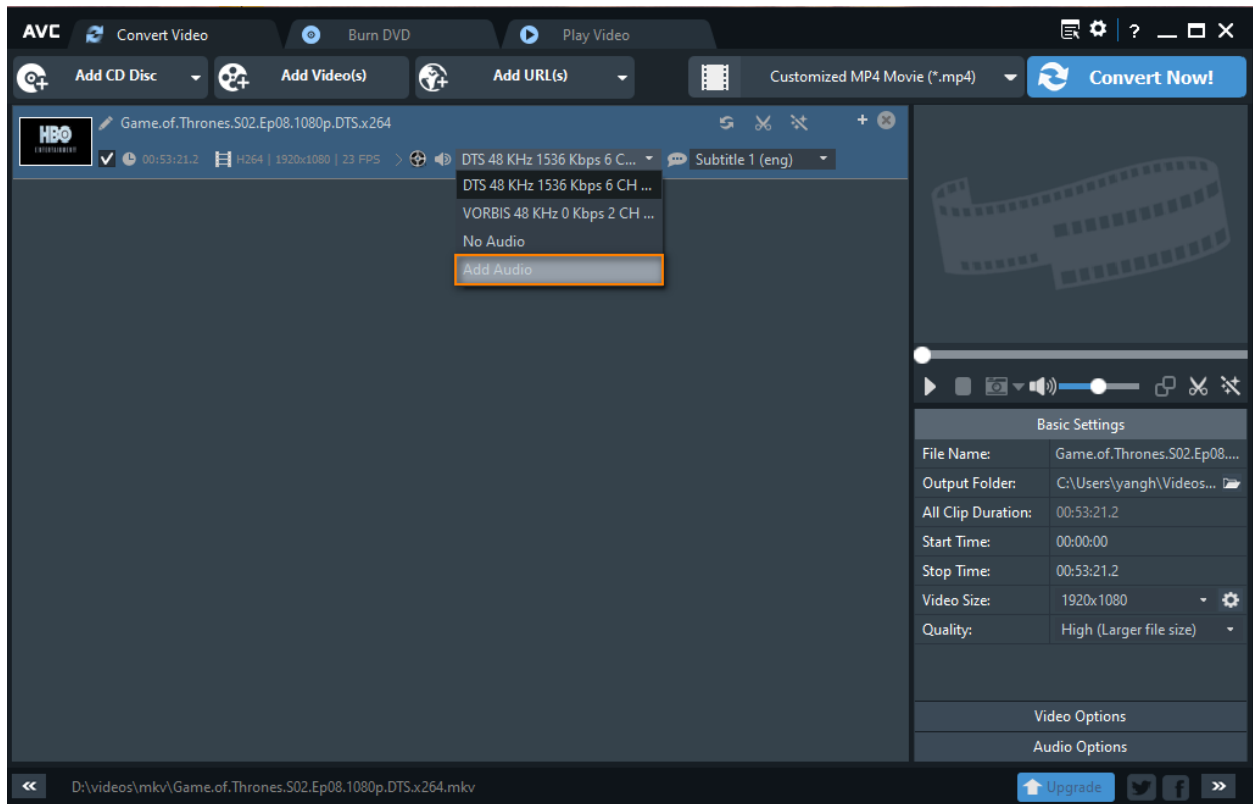 AVC Convert Video Burn DVD Play Video ?
Add CD Disc Add Video(s) Add URL(s) Customized MP4 Movie (*.mp4) Convert Now!
HBO
ENTERTAINMENT
Game.of.Thrones.S02.Ep08.1080p.DTS.x264
00:53:21.2 H264 | 1920x1080 | 23 FPS DTS 48 KHz 1536 Kbps 6 C... Subtitle 1 (eng)
DTS 48 KHz 1536 Kbps 6 CH ...
VORBIS 48 KHz 0 Kbps 2 CH ...
No Audio
Add Audio
Basic Settings
File Name: Game.of.Thrones.S02.Ep08....
Output Folder: C:\Users\yangh\Videos...
All Clip Duration: 00:53:21.2
Start Time: 00:00:00
Stop Time: 00:53:21.2
Video Size: 1920x1080
Quality: High (Larger file size)
Video Options
Audio Options
D:\videos\mkv\Game.of.Thrones.S02.Ep08.1080p.DTS.x264.mkv Upgrade